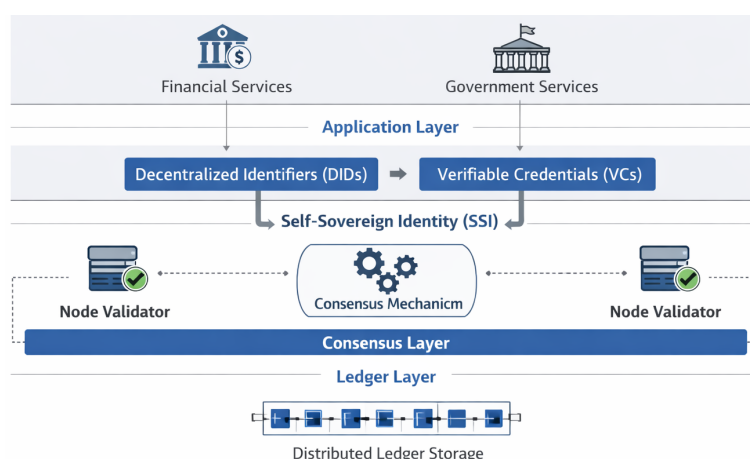 Financial Services
Government Services
Application Layer
Decentralized Identifiers (DIDs)
Verifiable Credentials (VCs)
Self-Sovereign Identity (SSI)
Consensus Mechanicm
Node Validator
Node Validator
Consensus Layer
Ledger Layer
Distributed Ledger Storage